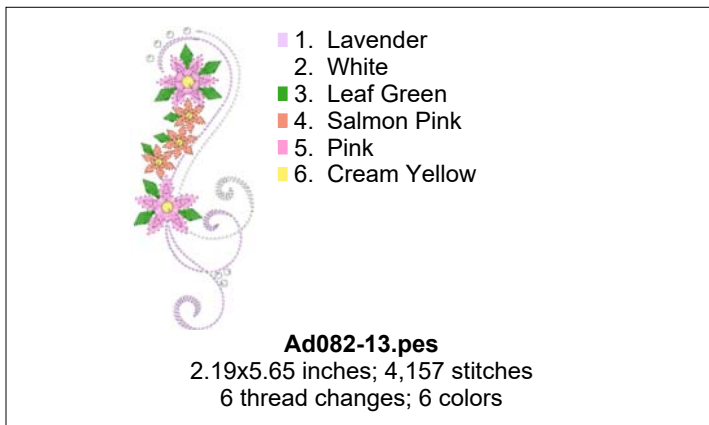 1. Lavender
2. White
3. Leaf Green
4. Salmon Pink
5. Pink
6. Cream Yellow
Ad082-13.pes
2.19x5.65 inches; 4,157 stitches
6 thread changes; 6 colors